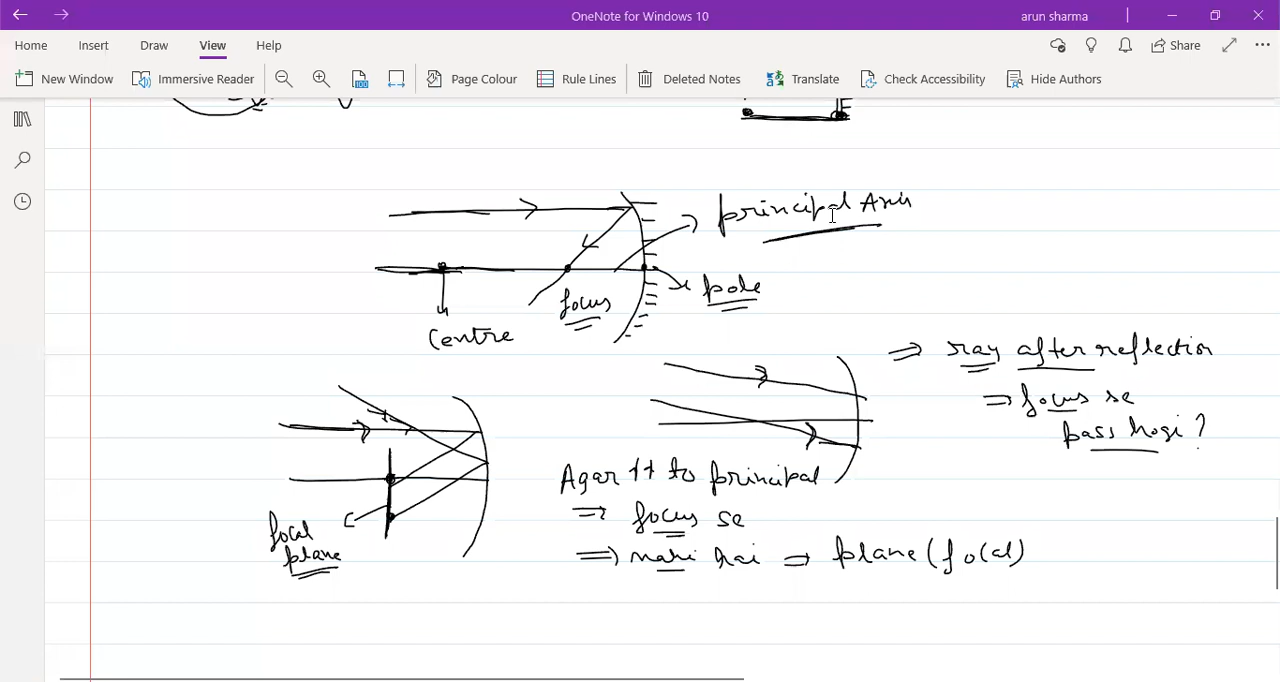 OneNote for Windows 10
arun sharma
Home Insert Draw View Help
Share
New Window Immersive Reader Page Colour Rule Lines Deleted Notes Translate Check Accessibility Hide Authors
principal Axis
focus
pole
Centre
⇒ ray after reflection
⇒ focus se
pass hogi ?
Agar 11 to principal
⇒ focus se
⇒ nahi hai ⇒ plane (focal)
focal
plane